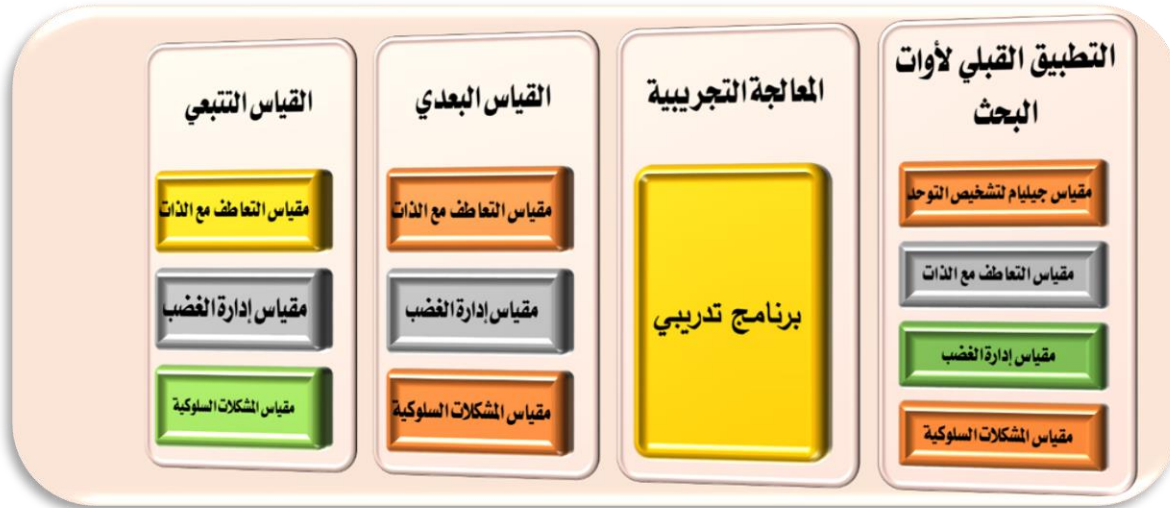 التطبيق القبلي لأوات
البحث
مقياس جيليام لتشخيص التوحد
مقياس التعاطف مع الذات
مقياس إدارة الغضب
مقياس المشكلات السلوكية
المعالجة التجريبية
برنامج تدريبي
القياس البعدي
مقياس التعاطف مع الذات
مقياس إدارة الغضب
مقياس المشكلات السلوكية
القياس التتبعي
مقياس التعاطف مع الذات
مقياس إدارة الغضب
مقياس المشكلات السلوكية